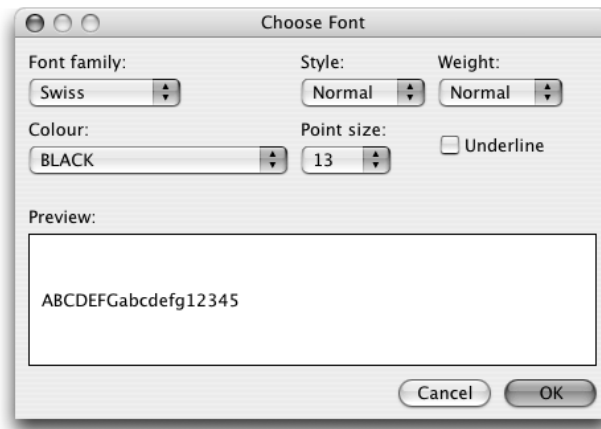 Choose Font
Font family: Style: Weight:
Swiss Normal Normal
Colour: Point size:
BLACK 13 Underline
Preview:
ABCDEFGabcdefg12345
Cancel OK